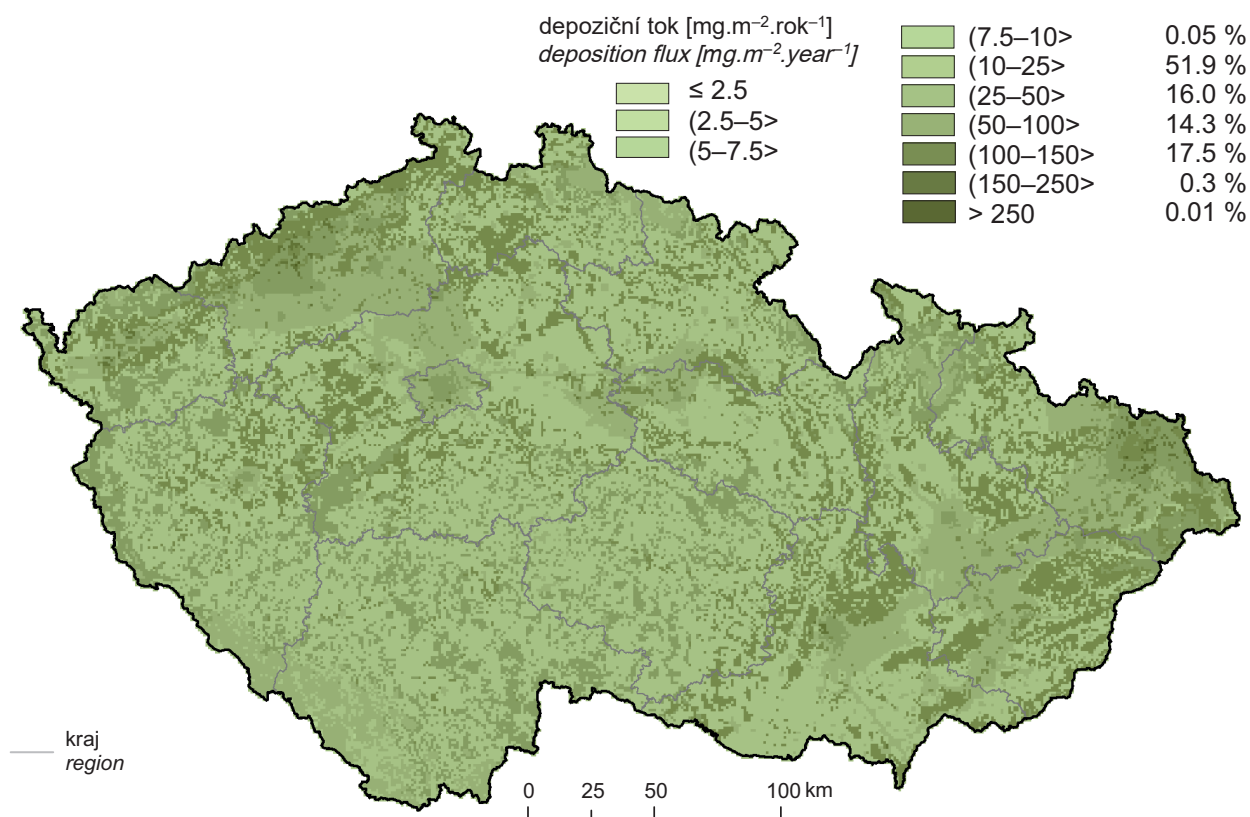 depoziční tok [mg.m⁻².rok⁻¹]
deposition flux [mg.m⁻².year⁻¹]
≤ 2.5
(2.5–5>
(5–7.5>
(7.5–10> 0.05 %
(10–25> 51.9 %
(25–50> 16.0 %
(50–100> 14.3 %
(100–150> 17.5 %
(150–250> 0.3 %
> 250 0.01 %
kraj
region
0 25 50 100 km